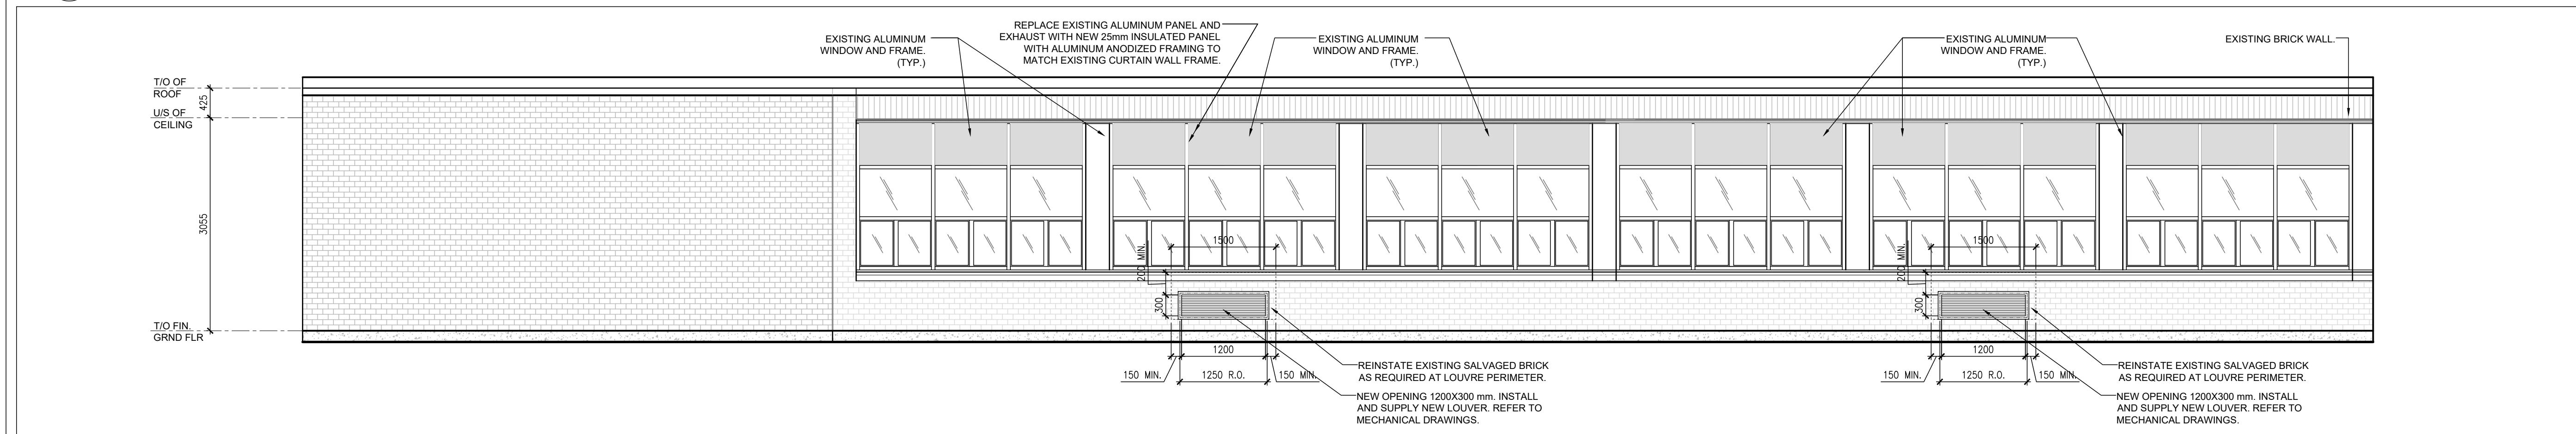 EXISTING ALUMINUM
WINDOW AND FRAME.
(TYP.)
REPLACE EXISTING ALUMINUM PANEL AND
EXHAUST WITH NEW 25mm INSULATED PANEL
WITH ALUMINUM ANODIZED FRAMING TO
MATCH EXISTING CURTAIN WALL FRAME.
EXISTING ALUMINUM
WINDOW AND FRAME.
(TYP.)
EXISTING ALUMINUM
WINDOW AND FRAME.
(TYP.)
EXISTING BRICK WALL.
T/O OF
ROOF
425
U/S OF
CEILING
3055
T/O FIN.
GRND FLR
1500
200 MIN.
300
1200
150 MIN.
1250 R.O.
150 MIN.
REINSTATE EXISTING SALVAGED BRICK
AS REQUIRED AT LOUVRE PERIMETER.
NEW OPENING 1200X300 mm. INSTALL
AND SUPPLY NEW LOUVER. REFER TO
MECHANICAL DRAWINGS.
1500
200 MIN.
300
1200
150 MIN.
1250 R.O.
150 MIN.
REINSTATE EXISTING SALVAGED BRICK
AS REQUIRED AT LOUVRE PERIMETER.
NEW OPENING 1200X300 mm. INSTALL
AND SUPPLY NEW LOUVER. REFER TO
MECHANICAL DRAWINGS.